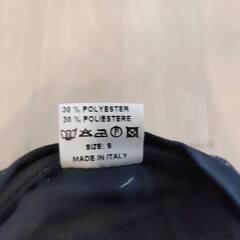 30 % POLYESTER
30 % POLIESTERE
SIZE: S
MADE IN ITALY